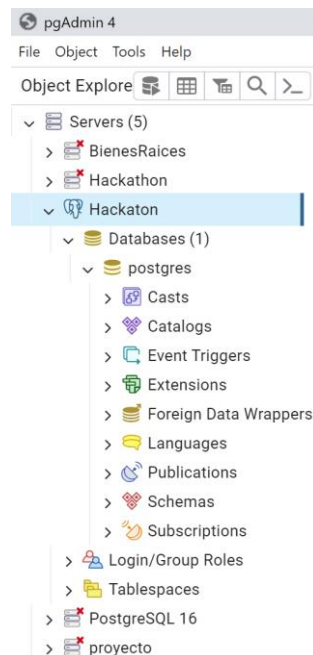 pgAdmin 4
File Object Tools Help
Object Explore
Servers (5)
BienesRaices
Hackathon
Hackaton
Databases (1)
postgres
Casts
Catalogs
Event Triggers
Extensions
Foreign Data Wrappers
Languages
Publications
Schemas
Subscriptions
Login/Group Roles
Tablespaces
PostgreSQL 16
proyecto